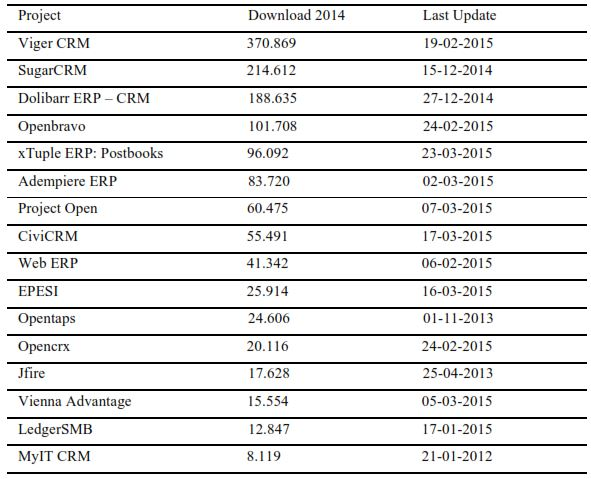 Project Download 2014 Last Update
Viger CRM 370.869 19-02-2015
SugarCRM 214.612 15-12-2014
Dolibarr ERP – CRM 188.635 27-12-2014
Openbravo 101.708 24-02-2015
xTuple ERP: Postbooks 96.092 23-03-2015
Adempiere ERP 83.720 02-03-2015
Project Open 60.475 07-03-2015
CiviCRM 55.491 17-03-2015
Web ERP 41.342 06-02-2015
EPESI 25.914 16-03-2015
Opentaps 24.606 01-11-2013
Opencrx 20.116 24-02-2015
Jfire 17.628 25-04-2013
Vienna Advantage 15.554 05-03-2015
LedgerSMB 12.847 17-01-2015
MyIT CRM 8.119 21-01-2012